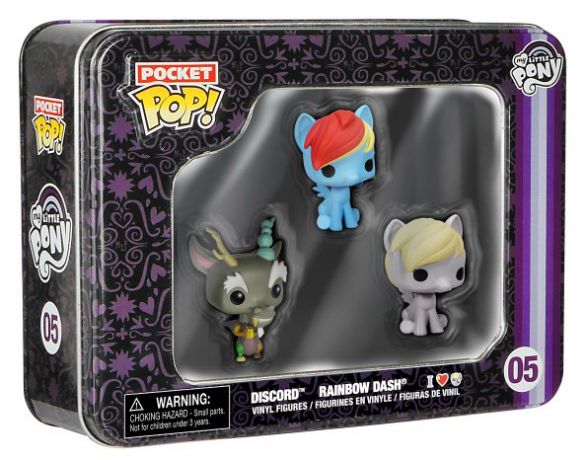 POCKET
POP!
my LITTLE
PONY
05
POCKET
POP!
my LITTLE
PONY
DISCORD™ RAINBOW DASH® I
VINYL FIGURES / FIGURINES EN VINYLE / FIGURAS DE VINIL
05
WARNING:
CHOKING HAZARD - Small parts.
Not for children under 3 years.